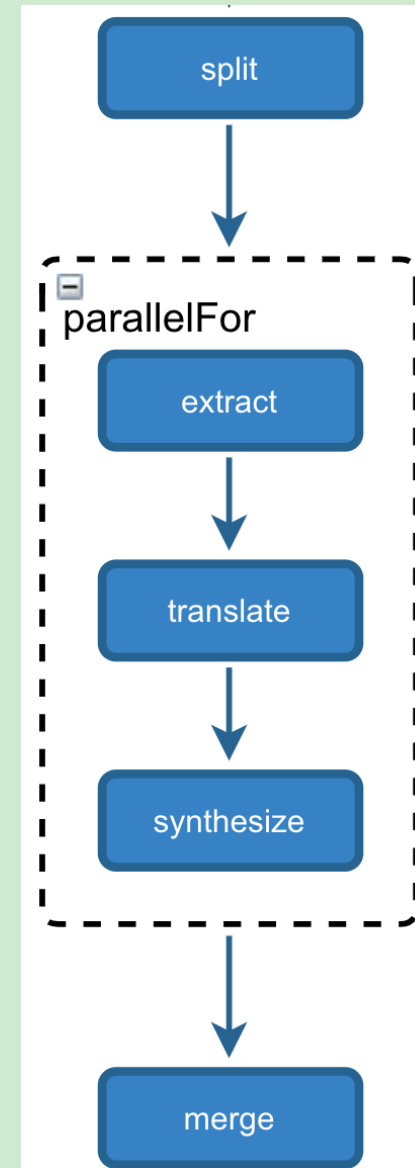 split
parallelFor
extract
translate
synthesize
merge